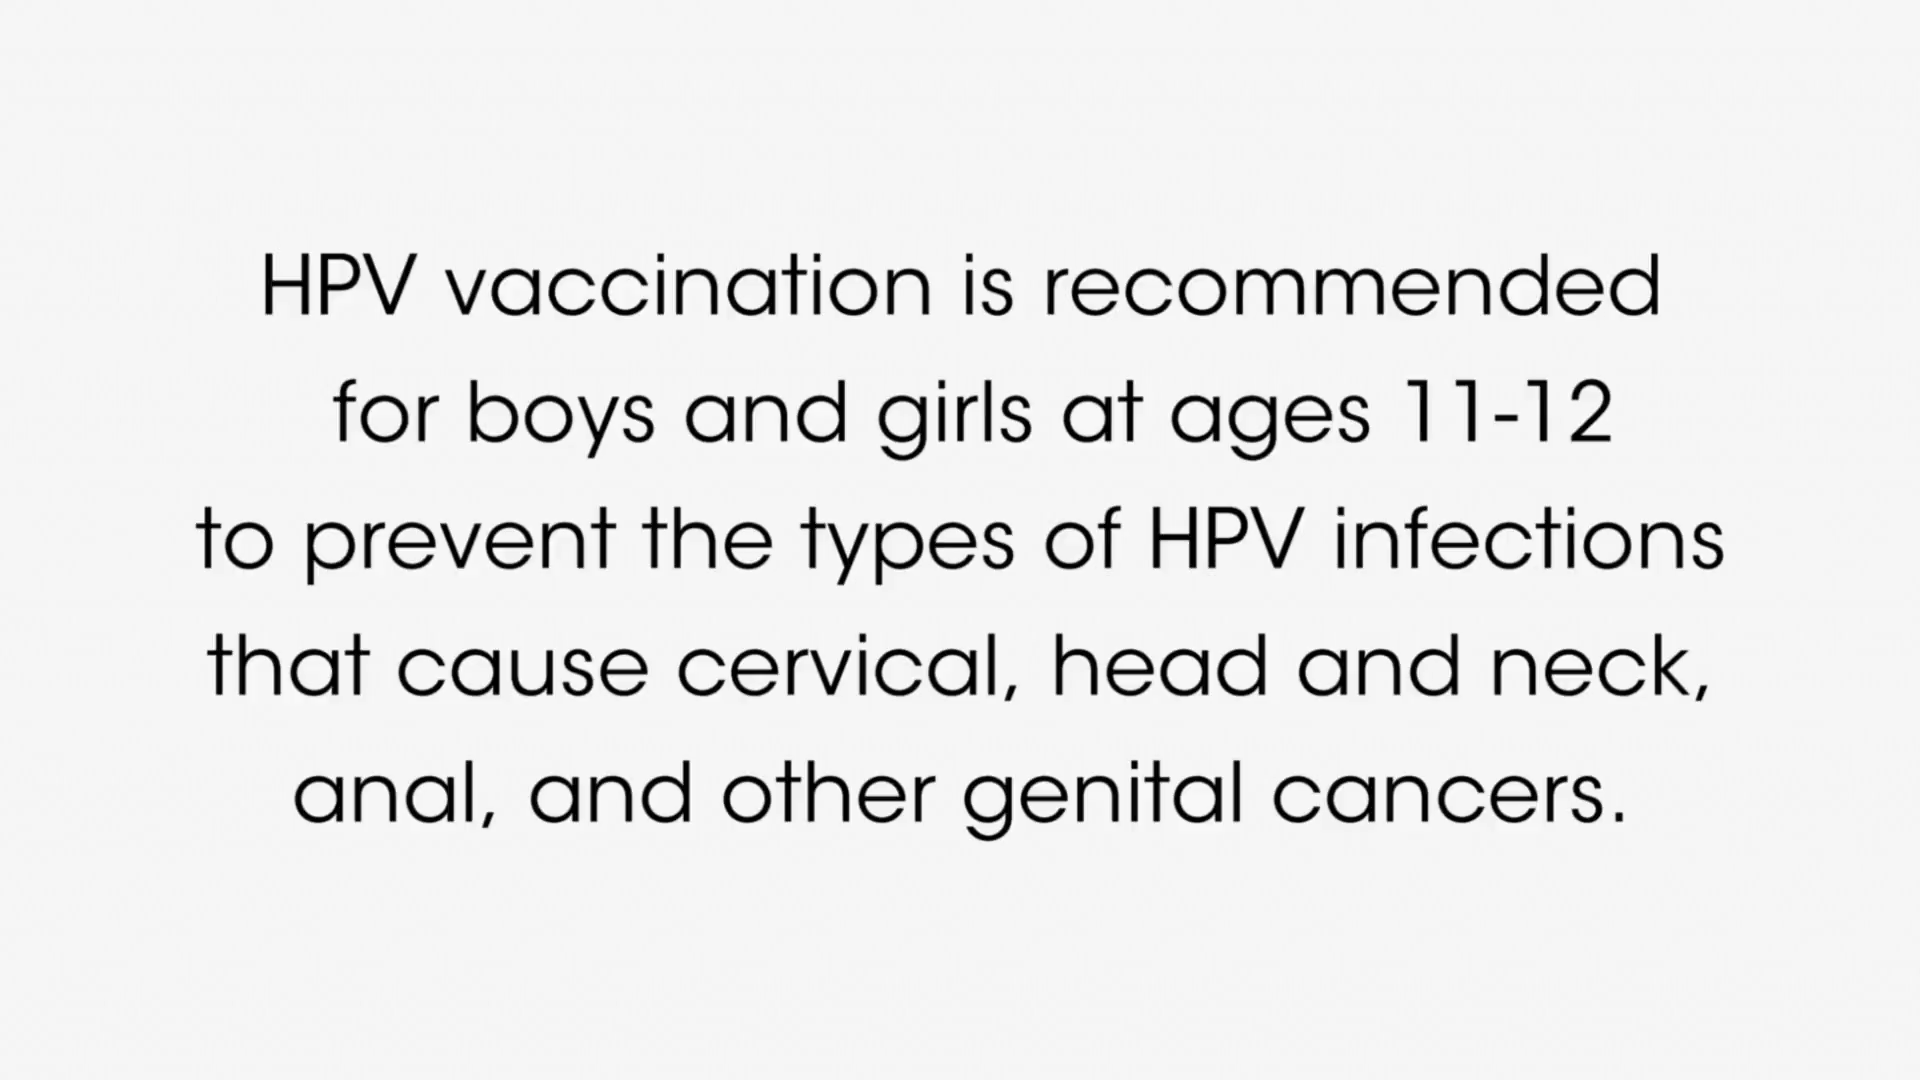 HPV vaccination is recommended
for boys and girls at ages 11-12
to prevent the types of HPV infections
that cause cervical, head and neck,
anal, and other genital cancers.